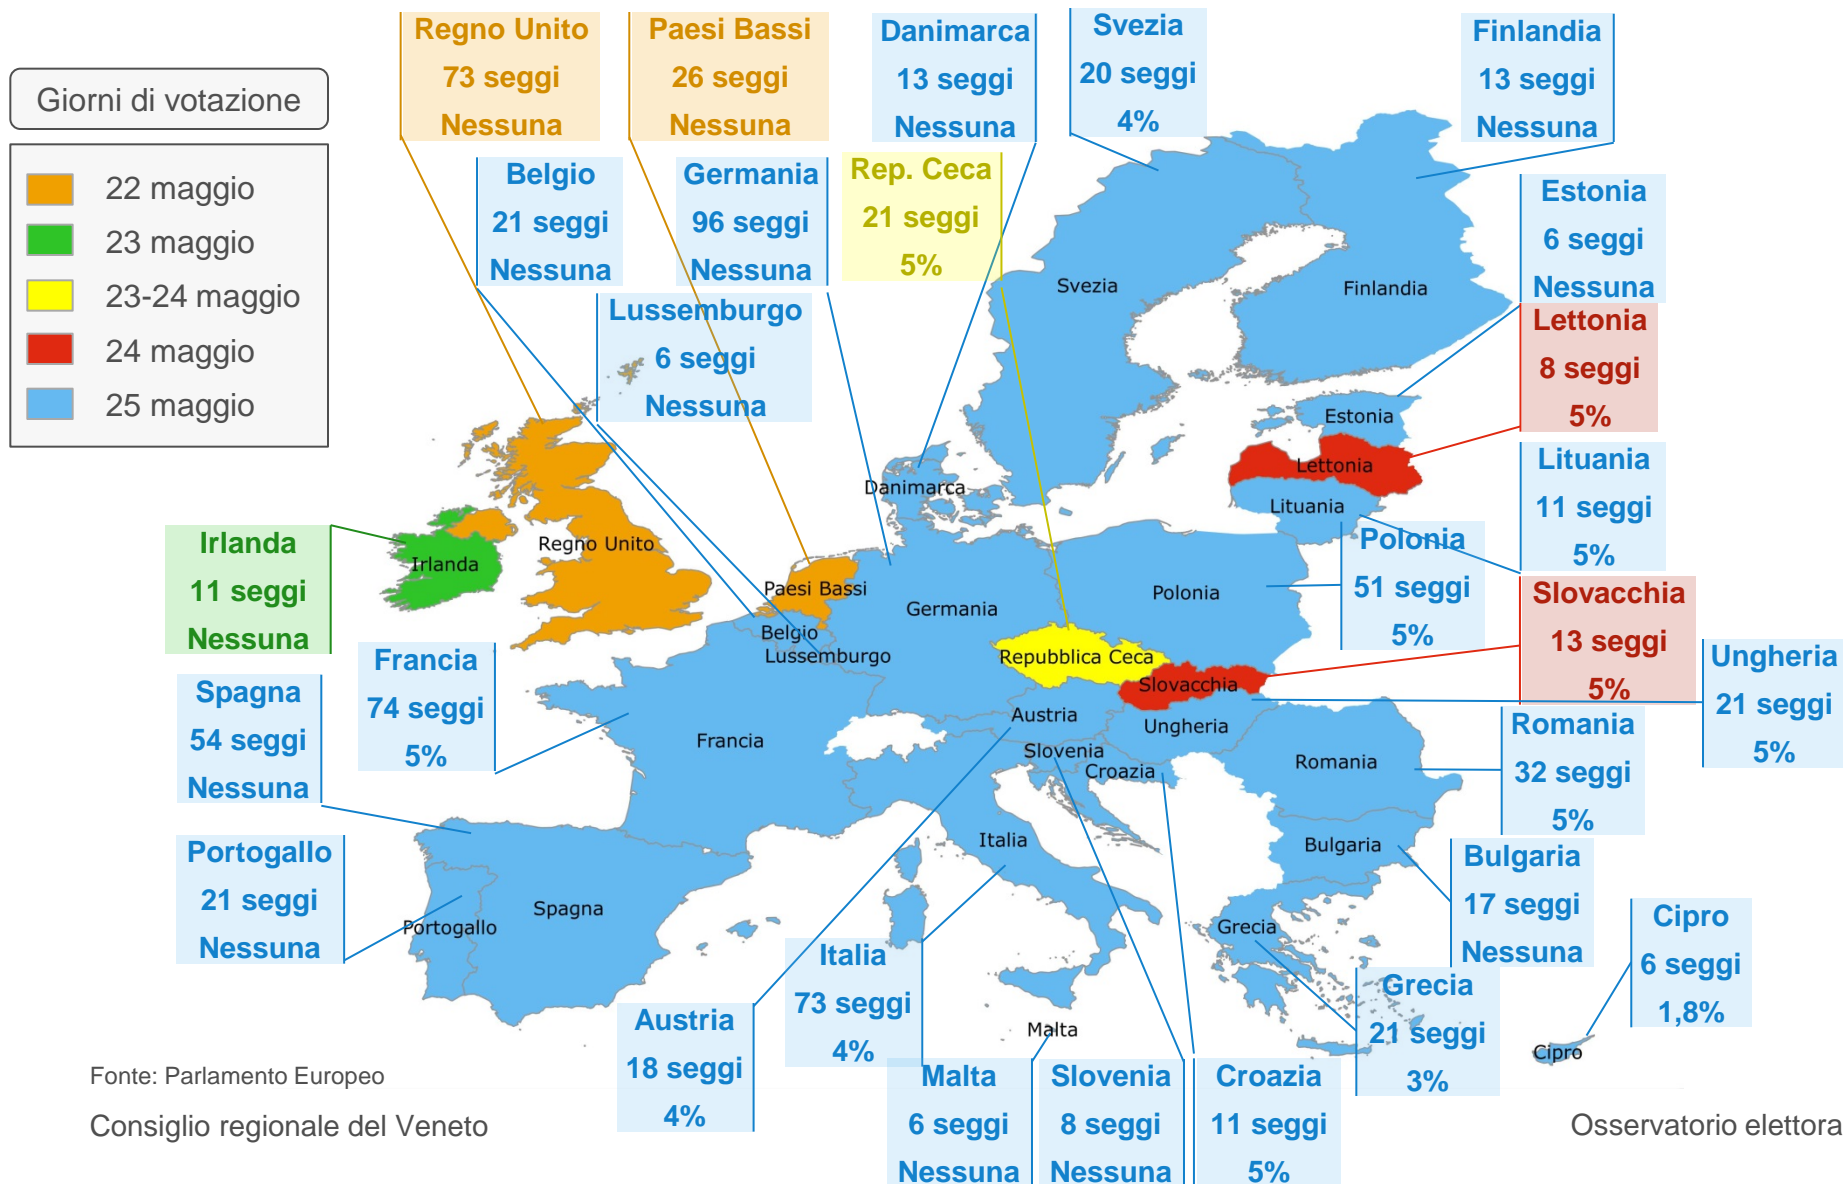 Giorni di votazione
22 maggio
23 maggio
23-24 maggio
24 maggio
25 maggio
Regno Unito
73 seggi
Nessuna
Paesi Bassi
26 seggi
Nessuna
Danimarca
13 seggi
Nessuna
Svezia
20 seggi
4%
Finlandia
13 seggi
Nessuna
Belgio
21 seggi
Nessuna
Germania
96 seggi
Nessuna
Rep. Ceca
21 seggi
5%
Estonia
6 seggi
Nessuna
Lussemburgo
6 seggi
Nessuna
Lettonia
8 seggi
5%
Lituania
11 seggi
5%
Polonia
51 seggi
5%
Irlanda
11 seggi
Nessuna
Slovacchia
13 seggi
5%
Ungheria
21 seggi
5%
Francia
74 seggi
5%
Spagna
54 seggi
Nessuna
Romania
32 seggi
5%
Portogallo
21 seggi
Nessuna
Bulgaria
17 seggi
Nessuna
Cipro
6 seggi
1,8%
Italia
73 seggi
4%
Grecia
21 seggi
3%
Austria
18 seggi
4%
Malta
6 seggi
Nessuna
Slovenia
8 seggi
Nessuna
Croazia
11 seggi
5%
Svezia
Finlandia
Estonia
Lettonia
Danimarca
Lituania
Regno Unito
Irlanda
Paesi Bassi
Germania
Polonia
Belgio
Lussemburgo
Repubblica Ceca
Slovacchia
Austria
Ungheria
Francia
Slovenia
Croazia
Romania
Italia
Bulgaria
Spagna
Portogallo
Grecia
Malta
Cipro
Fonte: Parlamento Europeo
Consiglio regionale del Veneto
Osservatorio elettora